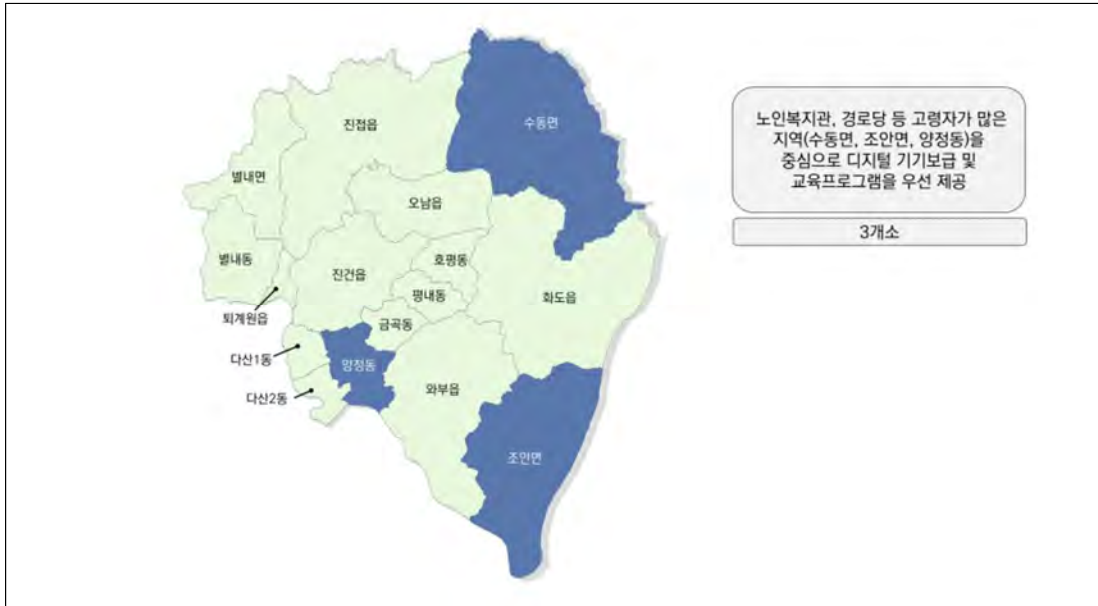 수동면
진접읍
별내면
오남읍
별내동
호평동
진건읍
평내동
화도읍
퇴계원읍
금곡동
다산1동
양정동
와부읍
다산2동
조안면
노인복지관, 경로당 등 고령자가 많은
지역(수동면, 조안면, 양정동)을
중심으로 디지털 기기보급 및
교육프로그램을 우선 제공
3개소